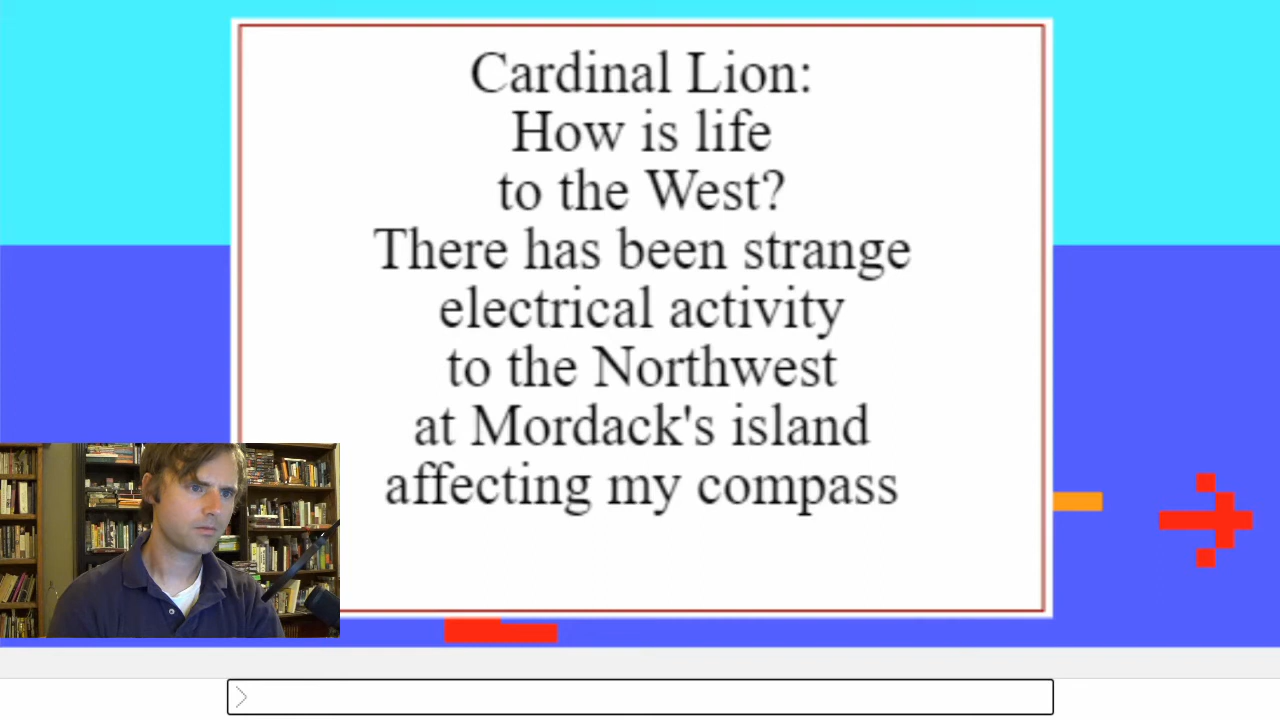 Cardinal Lion:
How is life
to the West?
There has been strange
electrical activity
to the Northwest
at Mordack's island
affecting my compass